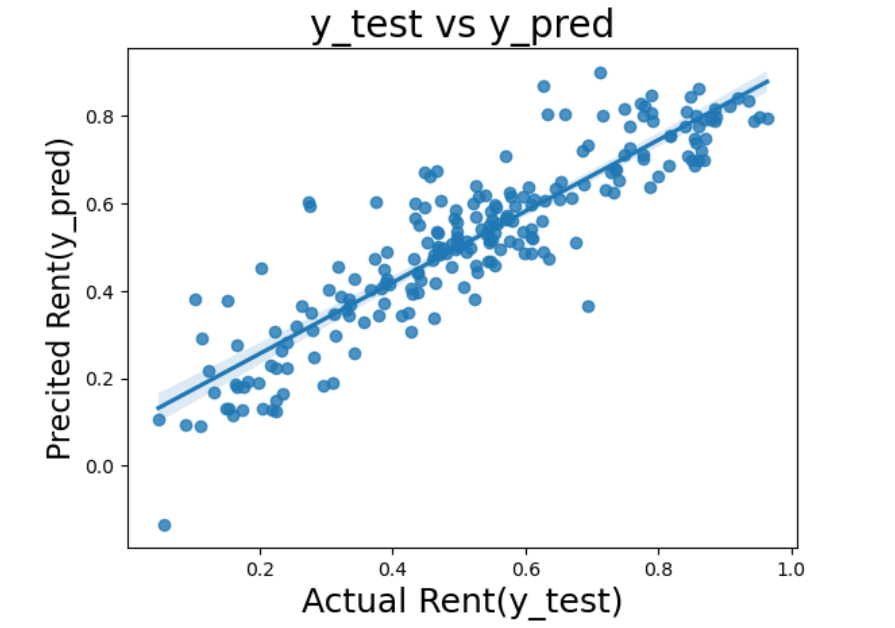 y_test vs y_pred
Precited Rent(y_pred)
0.8
0.6
0.4
0.2
0.0
0.2 0.4 0.6 0.8 1.0
Actual Rent(y_test)